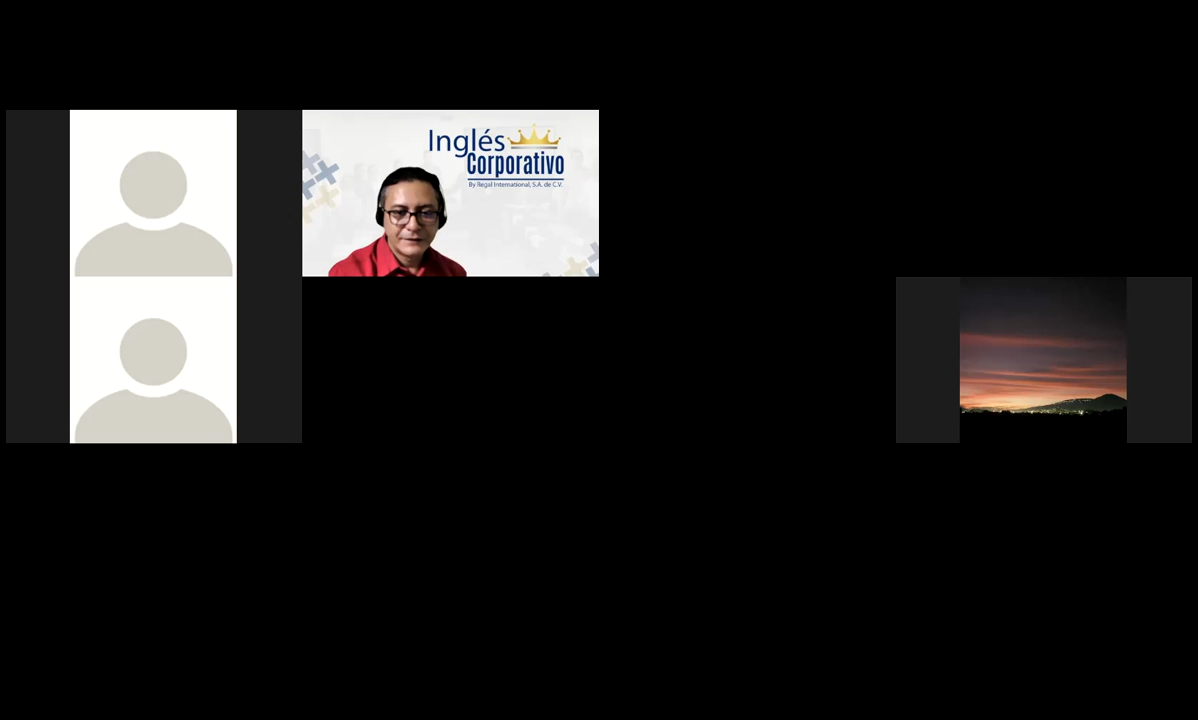 Inglés
Corporativo
By Regal International, S.A. de C.V.